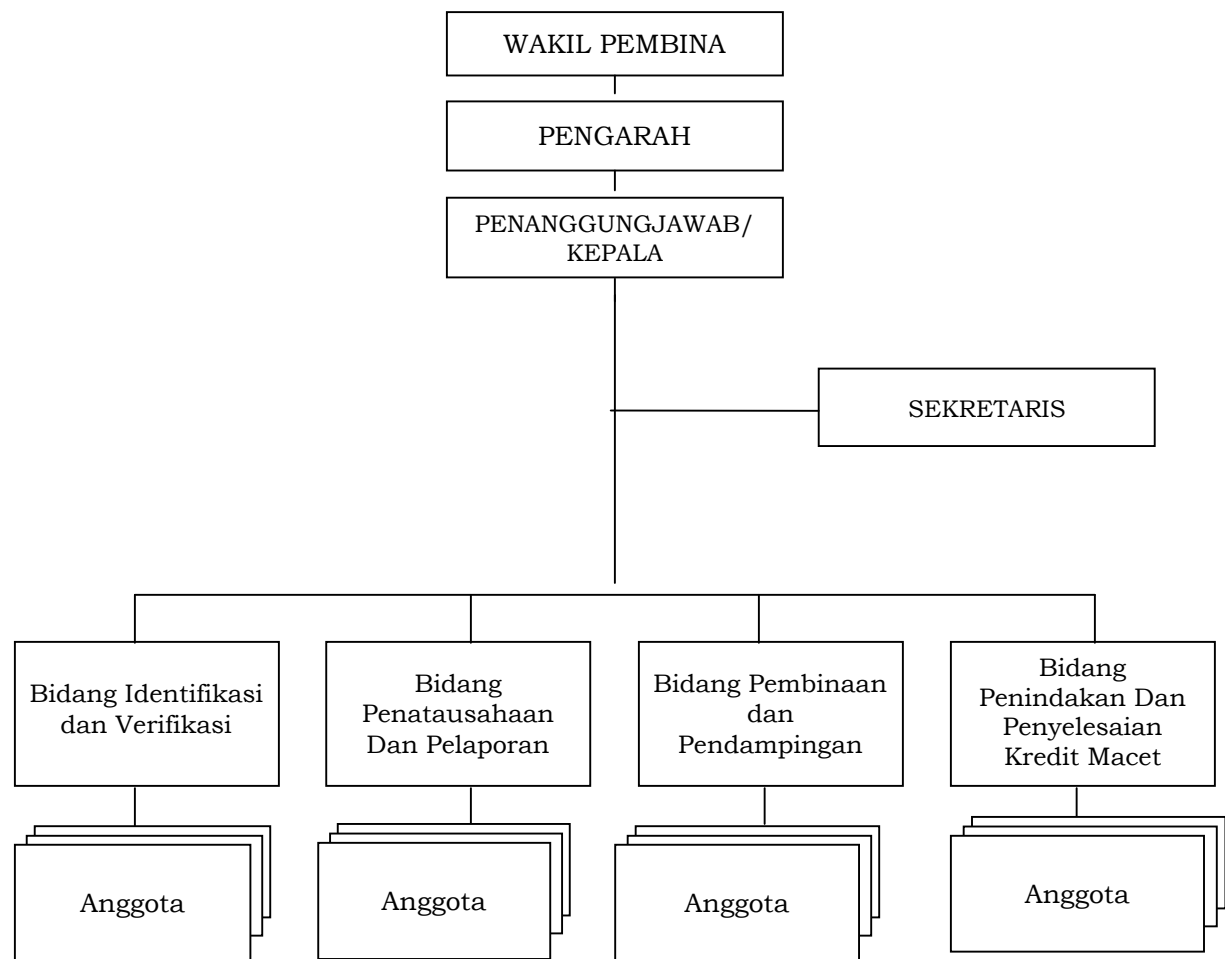 WAKIL PEMBINA
PENGARAH
PENANGGUNGJAWAB/
KEPALA
SEKRETARIS
Bidang Identifikasi
dan Verifikasi
Bidang
Penatausahaan
Dan Pelaporan
Bidang Pembinaan
dan
Pendampingan
Bidang
Penindakan Dan
Penyelesaian
Kredit Macet
Anggota
Anggota
Anggota
Anggota